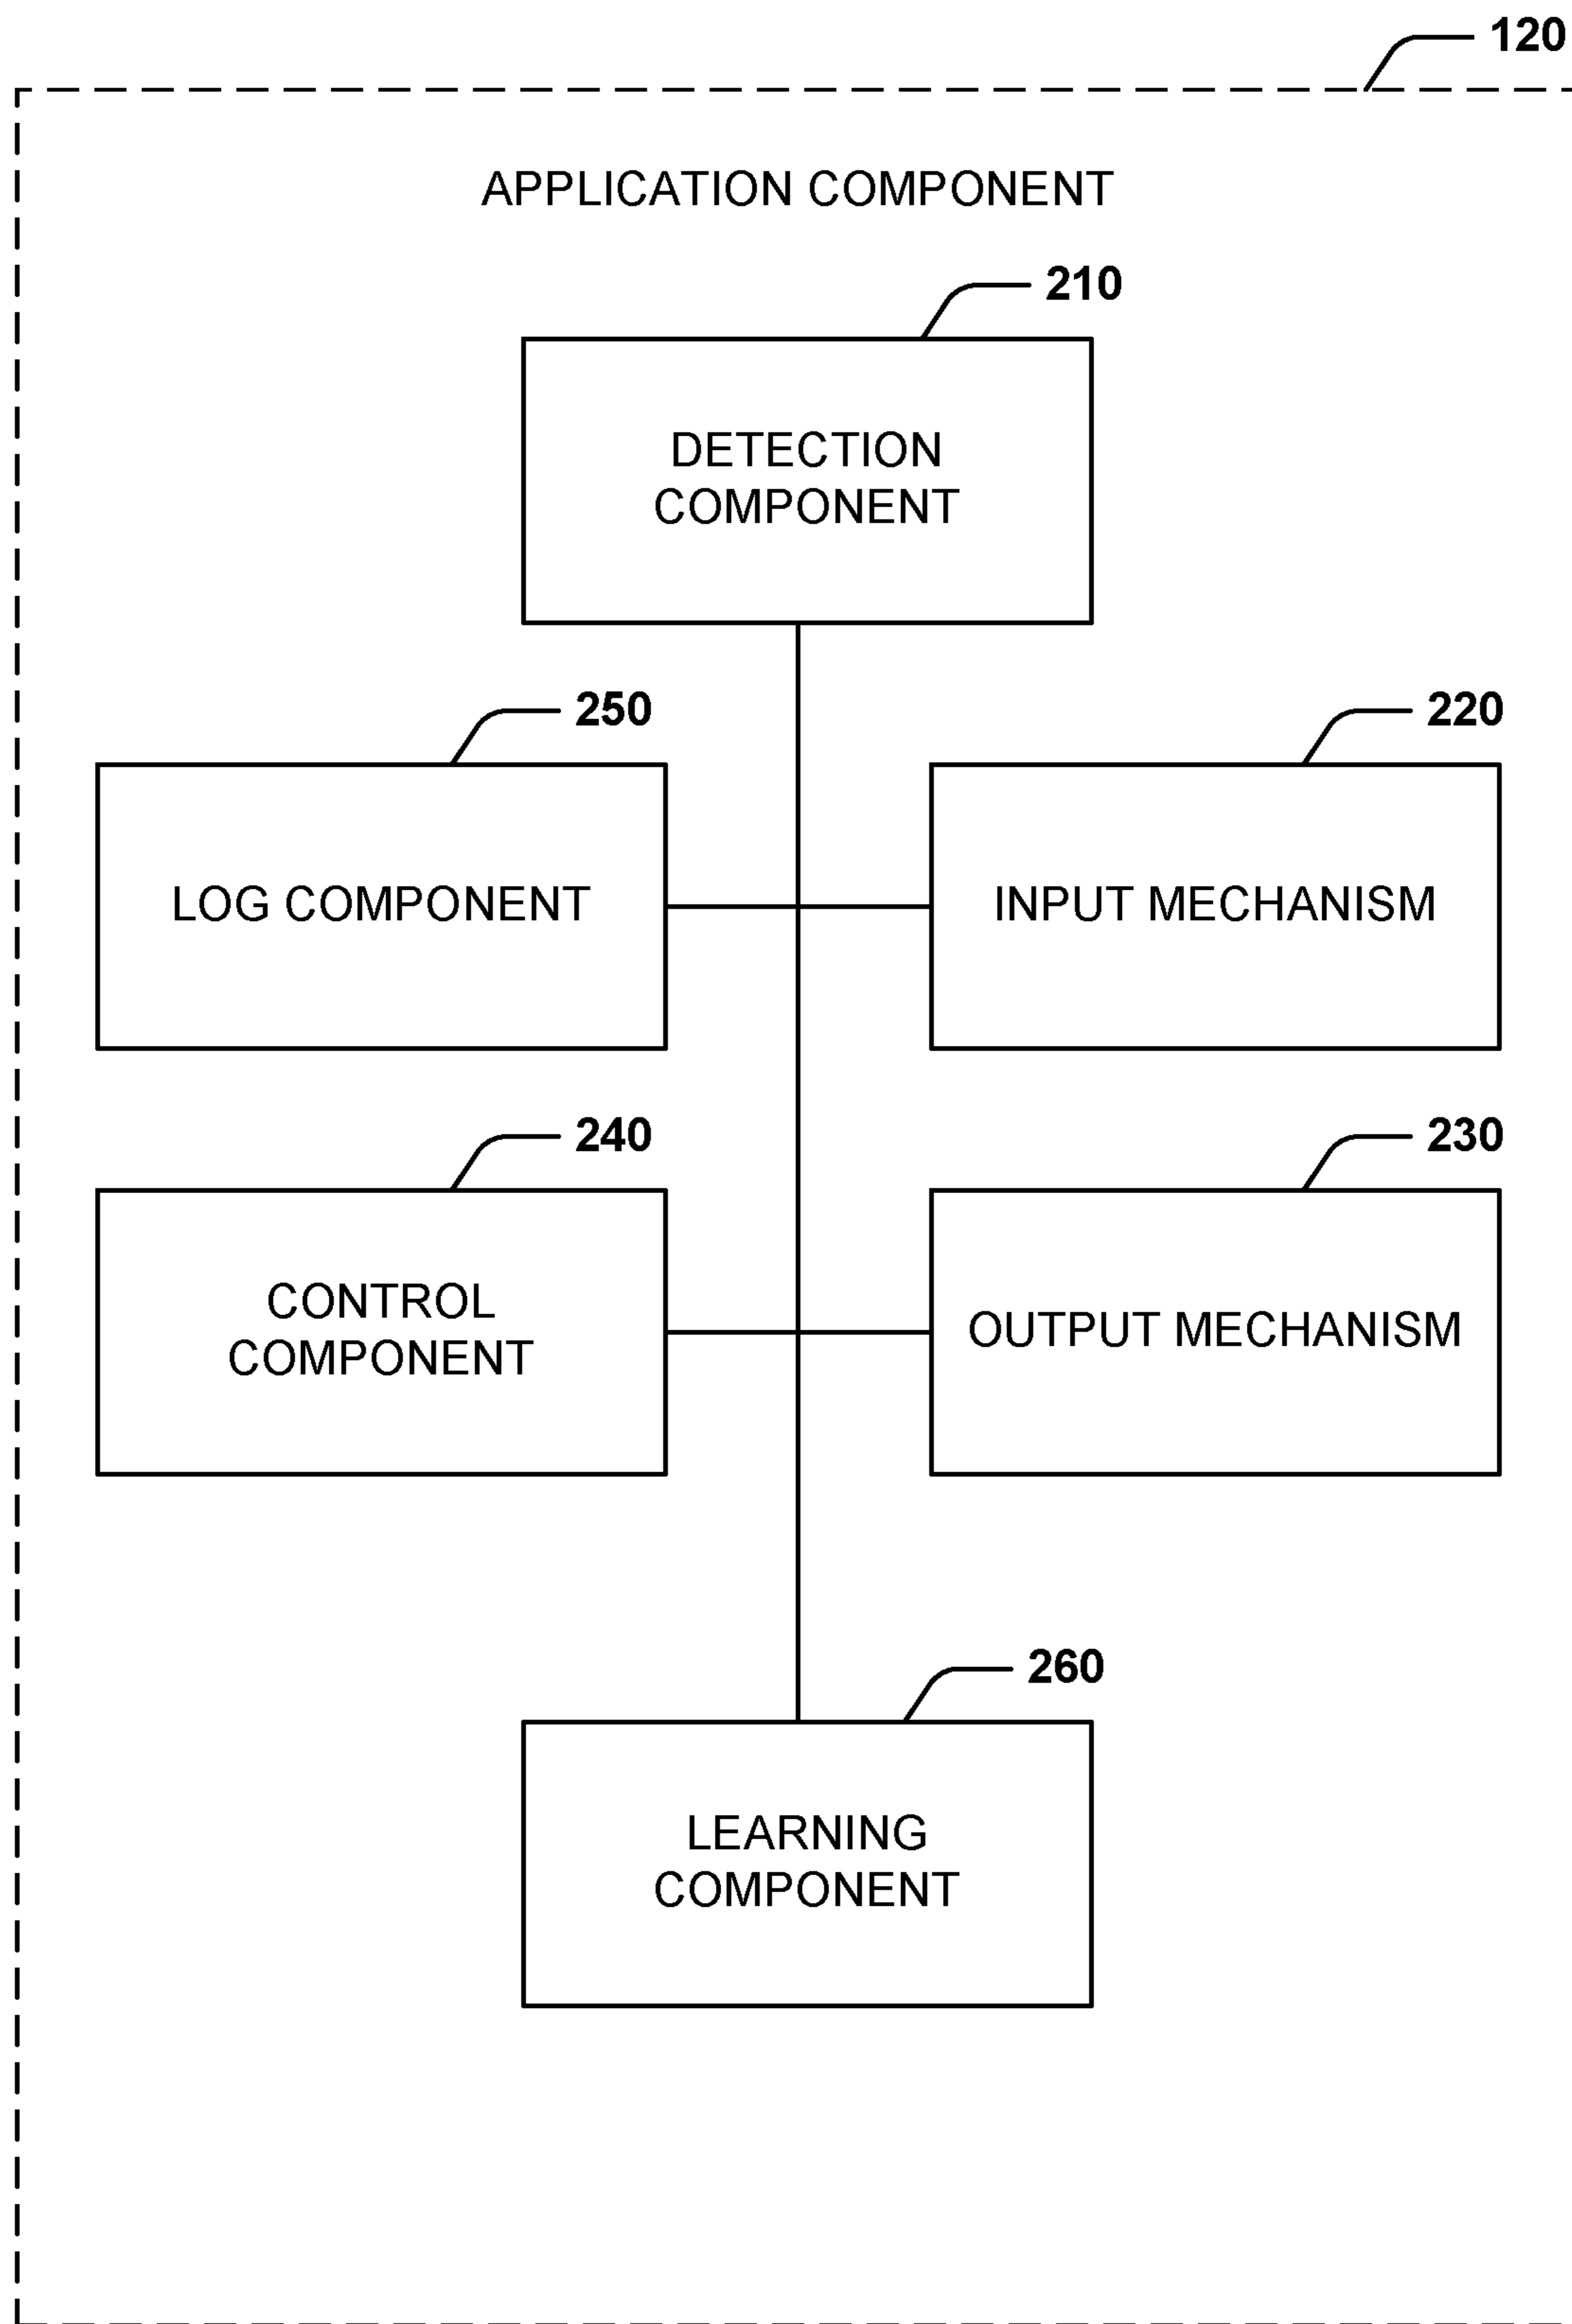 120
APPLICATION COMPONENT
210
DETECTION
COMPONENT
250
220
LOG COMPONENT
INPUT MECHANISM
240
230
CONTROL
COMPONENT
OUTPUT MECHANISM
260
LEARNING
COMPONENT